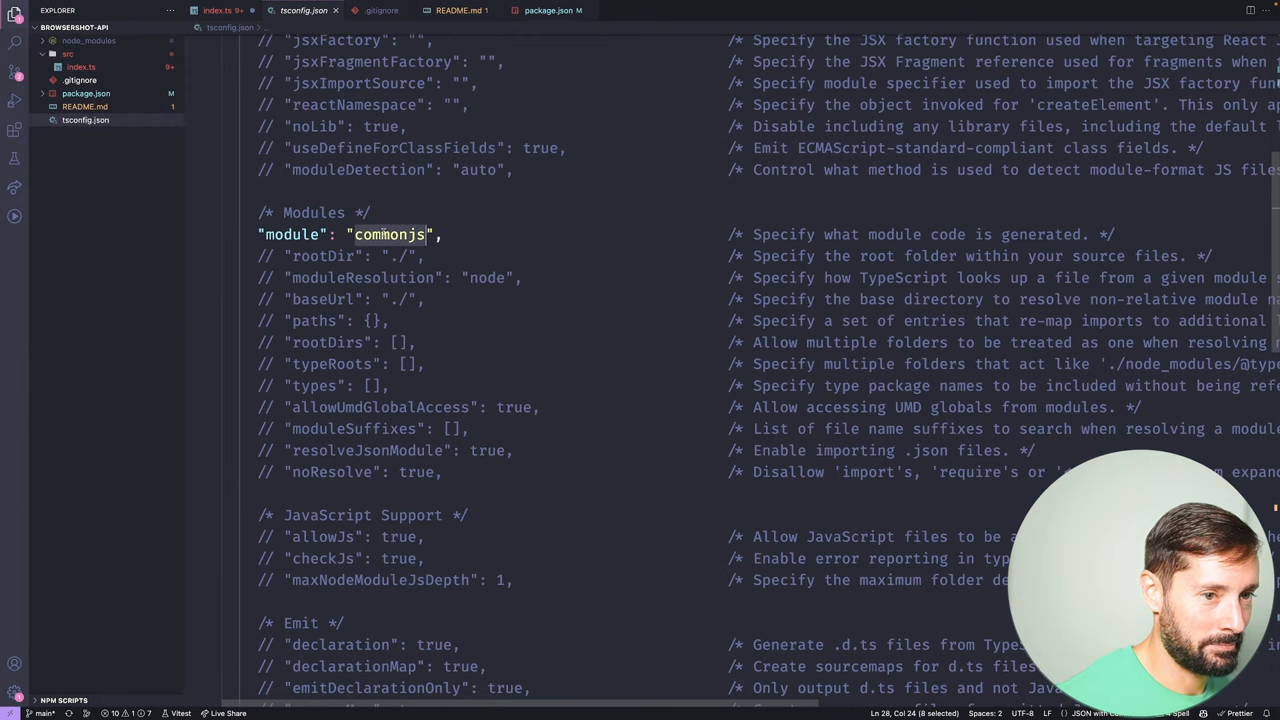 EXPLORER
BROWSERSHOT-API
node_modules
src
index.ts 9+
.gitignore
package.json M
README.md 1
tsconfig.json
NPM SCRIPTS
index.ts 9+
tsconfig.json
.gitignore
README.md 1
package.json M
tsconfig.json > ...
// "jsxFactory": "", /* Specify the JSX factory function used when targeting React
// "jsxFragmentFactory": "", /* Specify the JSX Fragment reference used for fragments when
// "jsxImportSource": "", /* Specify module specifier used to import the JSX factory
// "reactNamespace": "", /* Specify the object invoked for 'createElement'. This only
// "noLib": true, /* Disable including any library files, including the default
// "useDefineForClassFields": true, /* Emit ECMAScript-standard-compliant class fields. */
// "moduleDetection": "auto", /* Control what method is used to detect module-format JS
/* Modules */
"module": "commonjs", /* Specify what module code is generated. */
// "rootDir": "./", /* Specify the root folder within your source files. */
// "moduleResolution": "node", /* Specify how TypeScript looks up a file from a given module
// "baseUrl": "./", /* Specify the base directory to resolve non-relative module
// "paths": {}, /* Specify a set of entries that re-map imports to additional
// "rootDirs": [], /* Allow multiple folders to be treated as one when resolving
// "typeRoots": [], /* Specify multiple folders that act like './node_modules/@
// "types": [], /* Specify type package names to be included without being
// "allowUmdGlobalAccess": true, /* Allow accessing UMD globals from modules. */
// "moduleSuffixes": [], /* List of file name suffixes to search when resolving a
// "resolveJsonModule": true, /* Enable importing .json files. */
// "noResolve": true, /* Disallow 'import's, 'require's or
/* JavaScript Support */
// "allowJs": true, /* Allow JavaScript files to be a
// "checkJs": true, /* Enable error reporting in
// "maxNodeModuleJsDepth": 1, /* Specify the maximum folder
/* Emit */
// "declaration": true, /* Generate .d.ts files from
// "declarationMap": true, /* Create sourcemaps for d.ts files
// "emitDeclarationOnly": true, /* Only output d.ts files and not
main* 10 1 7 Vitest Live Share Ln 28, Col 24 (8 selected) Spaces: 2 UTF-8 LF {} JSON with Spell Prettier